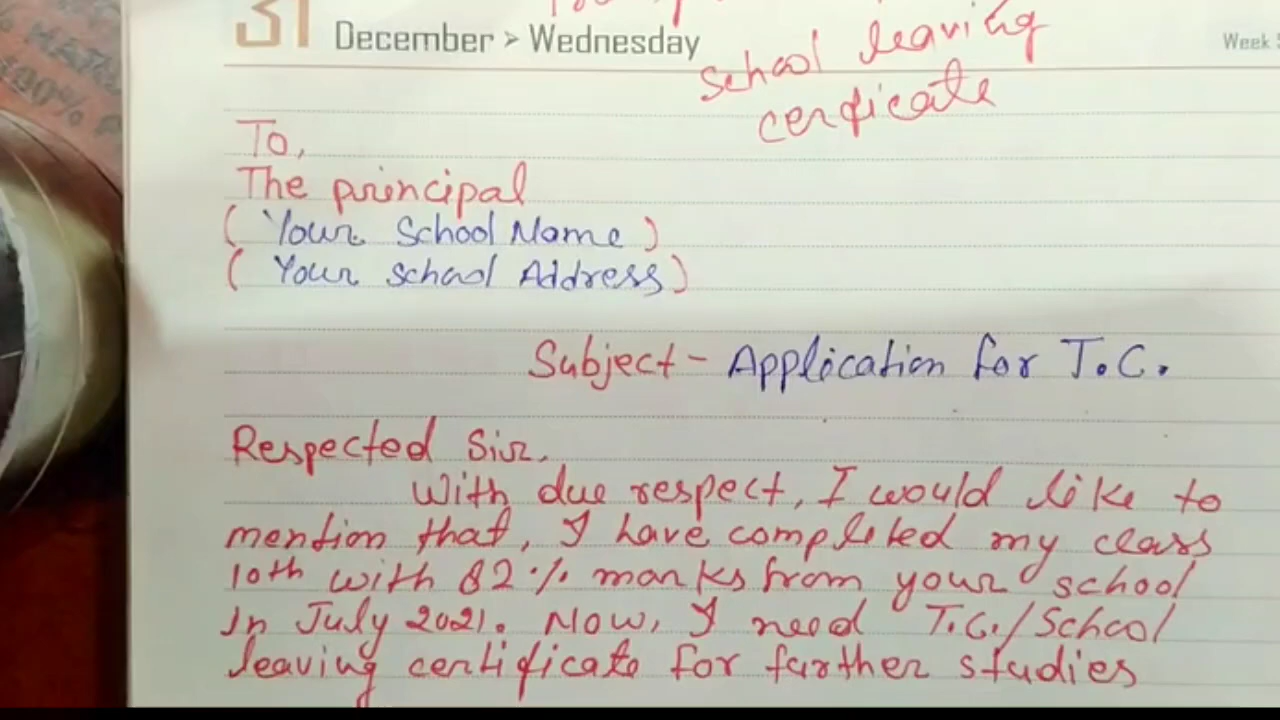 31 December > Wednesday
Week
school leaving
cerficate
To,
The principal
( Your School Name )
( Your school Address )
Subject - Application for T.C.
Respected Sir,
With due respect, I would like to
mention that, I have completed my class
10th with 82% marks from your school
In July 2021. Now, I need T.C./School
leaving certificate for further studies